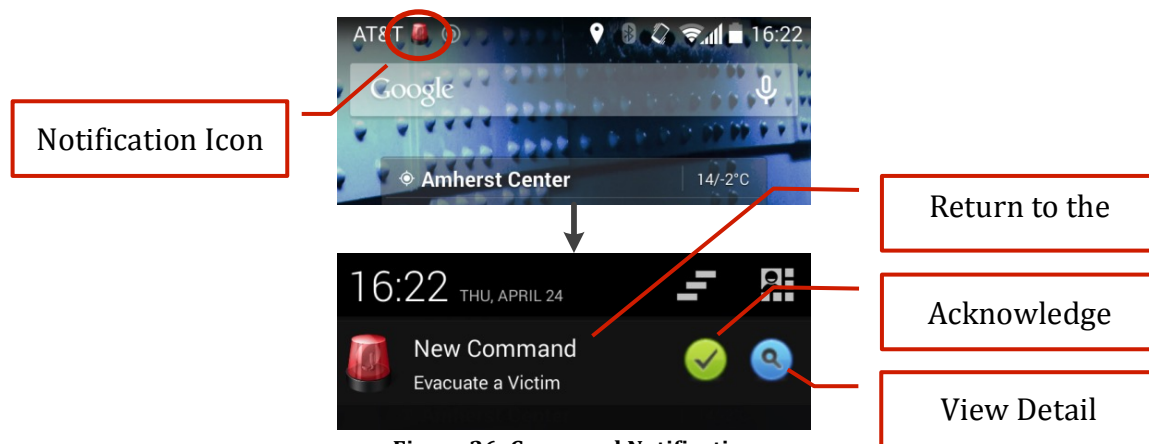 AT&T 16:22
Google
Notification Icon
Amherst Center 14/-2°C
Return to the
16:22 THU, APRIL 24
Acknowledge
New Command
Evacuate a Victim
View Detail